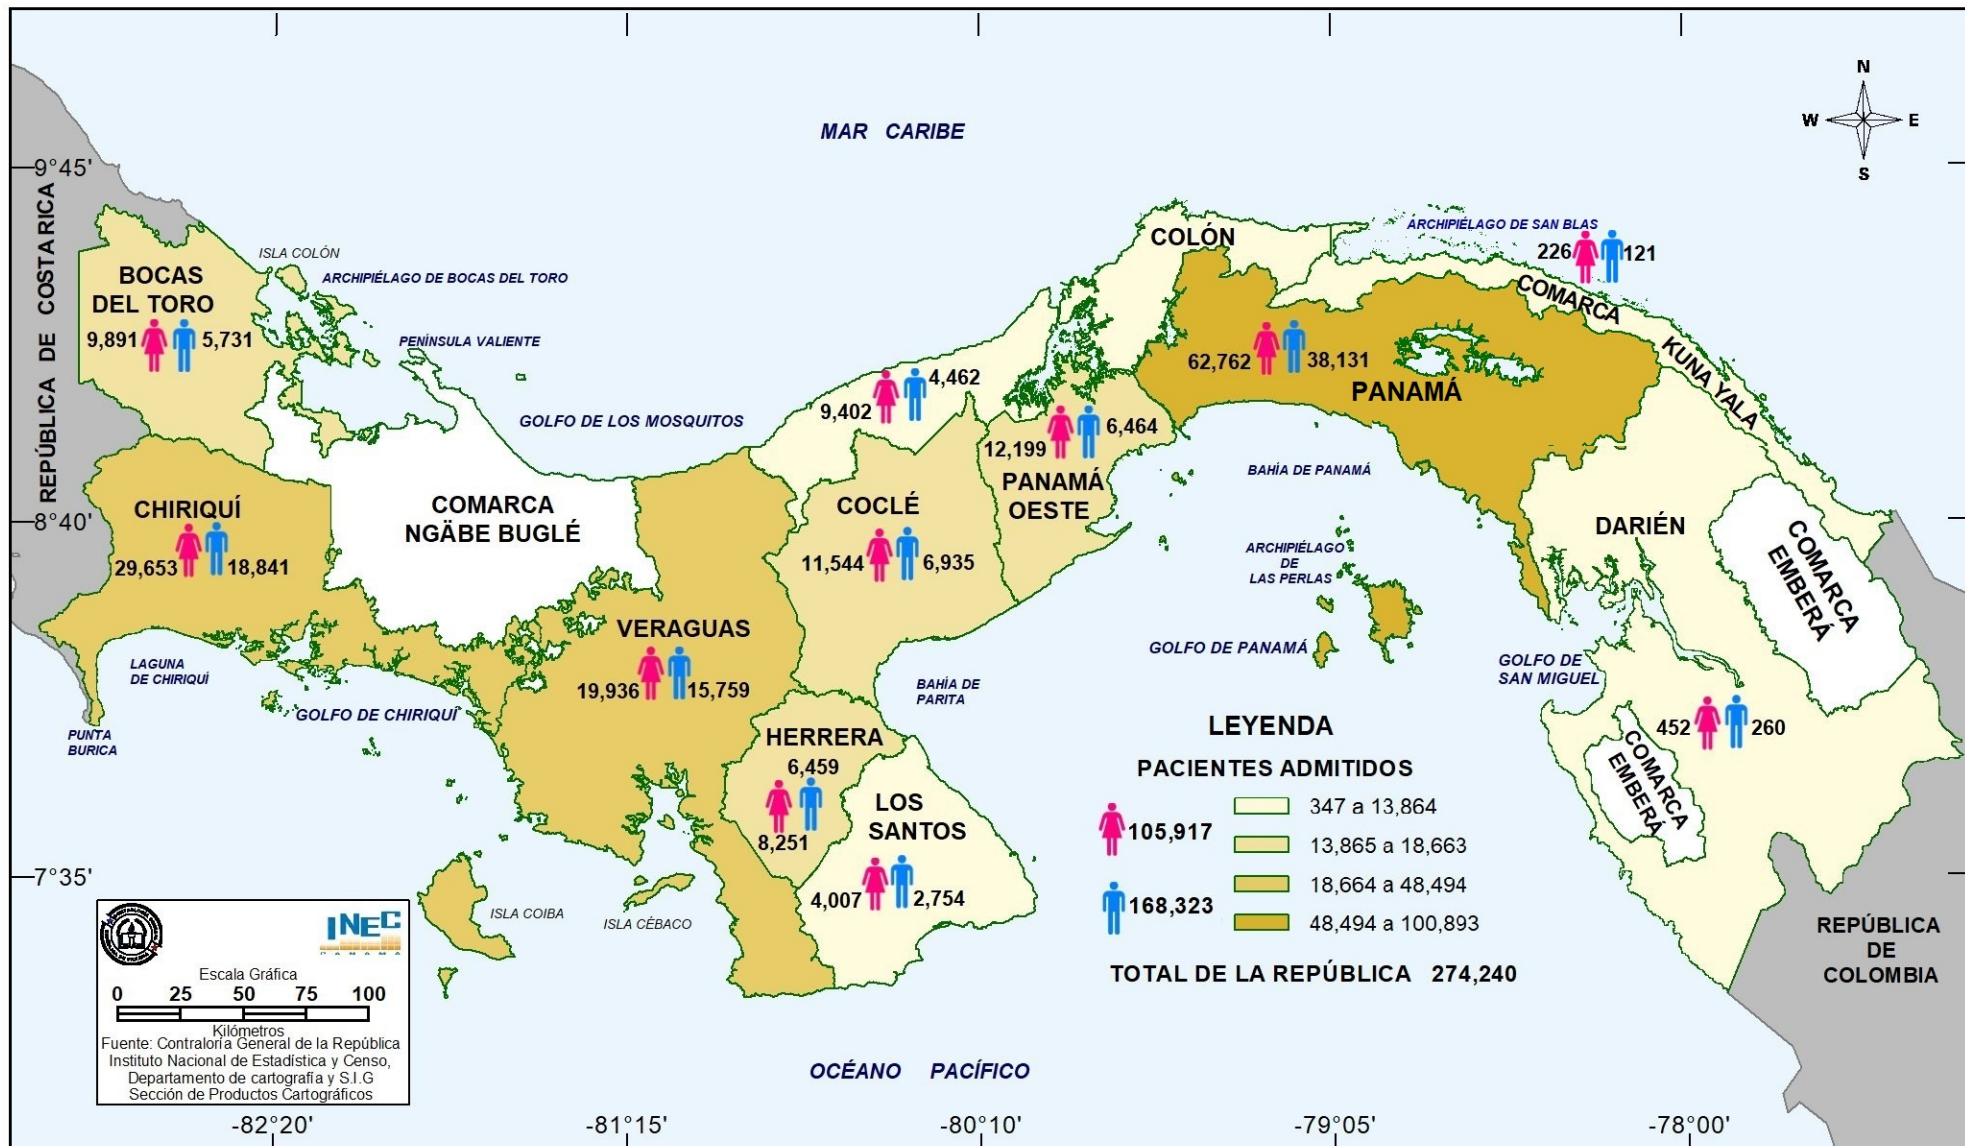 N
W E
S
MAR CARIBE
9°45'
8°40'
7°35'
REPÚBLICA DE COSTARICA
ISLA COLÓN
ARCHIPIÉLAGO DE BOCAS DEL TORO
BOCAS
DEL TORO
9,891 5,731
PENÍNSULA VALIENTE
GOLFO DE LOS MOSQUITOS
COLÓN
9,402 4,462
ARCHIPIÉLAGO DE SAN BLAS
226 121
COMARCA
KUNA YALA
62,762 38,131
PANAMÁ
12,199 6,464
PANAMÁ
OESTE
BAHÍA DE PANAMÁ
CHIRIQUÍ
29,653 18,841
COMARCA
NGÄBE BUGLÉ
COCLÉ
11,544 6,935
ARCHIPIÉLAGO
DE
LAS PERLAS
DARIÉN
COMARCA
EMBERÁ
VERAGUAS
19,936 15,759
LAGUNA
DE CHIRIQUÍ
GOLFO DE CHIRIQUÍ
PUNTA
BURICA
BAHÍA DE
PARITA
GOLFO DE PANAMÁ
GOLFO DE
SAN MIGUEL
452 260
COMARCA
EMBERÁ
HERRERA
6,459
8,251
LOS
SANTOS
4,007 2,754
ISLA COIBA
ISLA CÉBACO
LEYENDA
PACIENTES ADMITIDOS
105,917
168,323
347 a 13,864
13,865 a 18,663
18,664 a 48,494
48,494 a 100,893
TOTAL DE LA REPÚBLICA 274,240
REPÚBLICA
DE
COLOMBIA
INEC
PANAMÁ
Escala Gráfica
0 25 50 75 100
Kilómetros
Fuente: Contraloría General de la República
Instituto Nacional de Estadística y Censo,
Departamento de cartografía y S.I.G
Sección de Productos Cartográficos
OCÉANO PACÍFICO
-82°20' -81°15' -80°10' -79°05' -78°00'